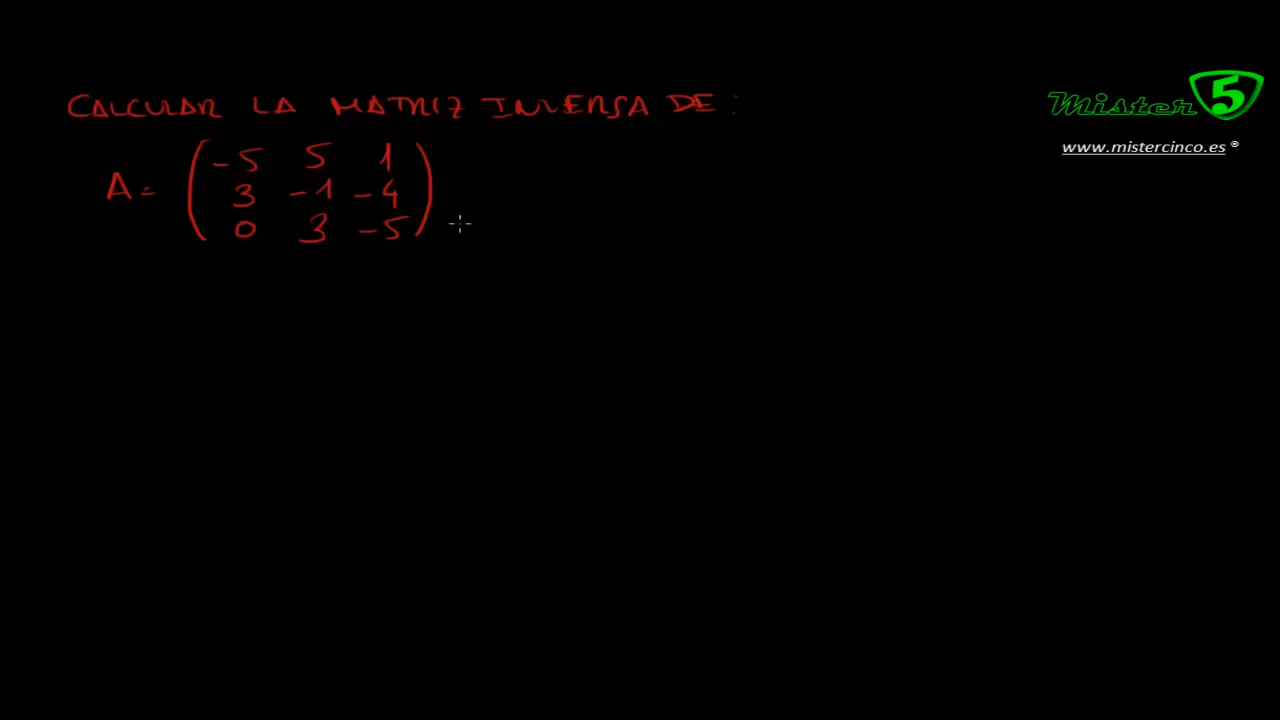 CALCULAR LA MATRIZ INVERSA DE:
Mister 5
www.mistercinco.es ®
-5 5 1
A= 3 -1 -4
0 3 -5